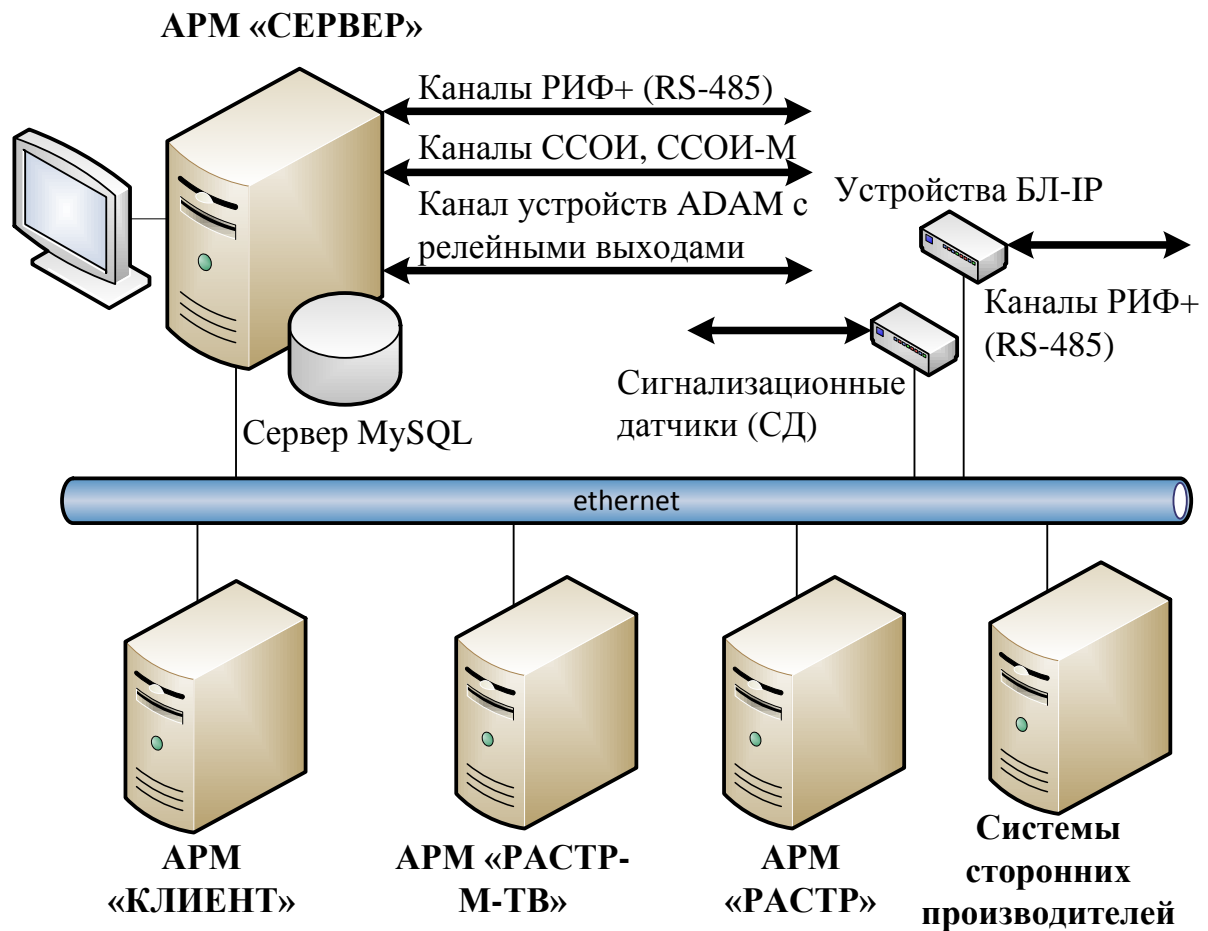 АРМ «СЕРВЕР»
Каналы РИФ+ (RS-485)
Каналы ССОИ, ССОИ-М
Канал устройств ADAM с
релейными выходами
Устройства БЛ-IP
Каналы РИФ+
(RS-485)
Сигнализационные
датчики (СД)
Сервер MySQL
ethernet
АРМ
«КЛИЕНТ»
АРМ «РАСТР-
М-ТВ»
АРМ
«РАСТР»
Системы
сторонних
производителей